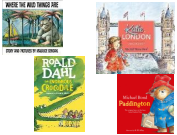 WHERE THE WILD THINGS ARE
STORY AND PICTURES BY MAURICE SENDAK
Katie
in
LONDON
ROALD
DAHL
THE ENORMOUS
CROCODILE
Michael Bond
Paddington